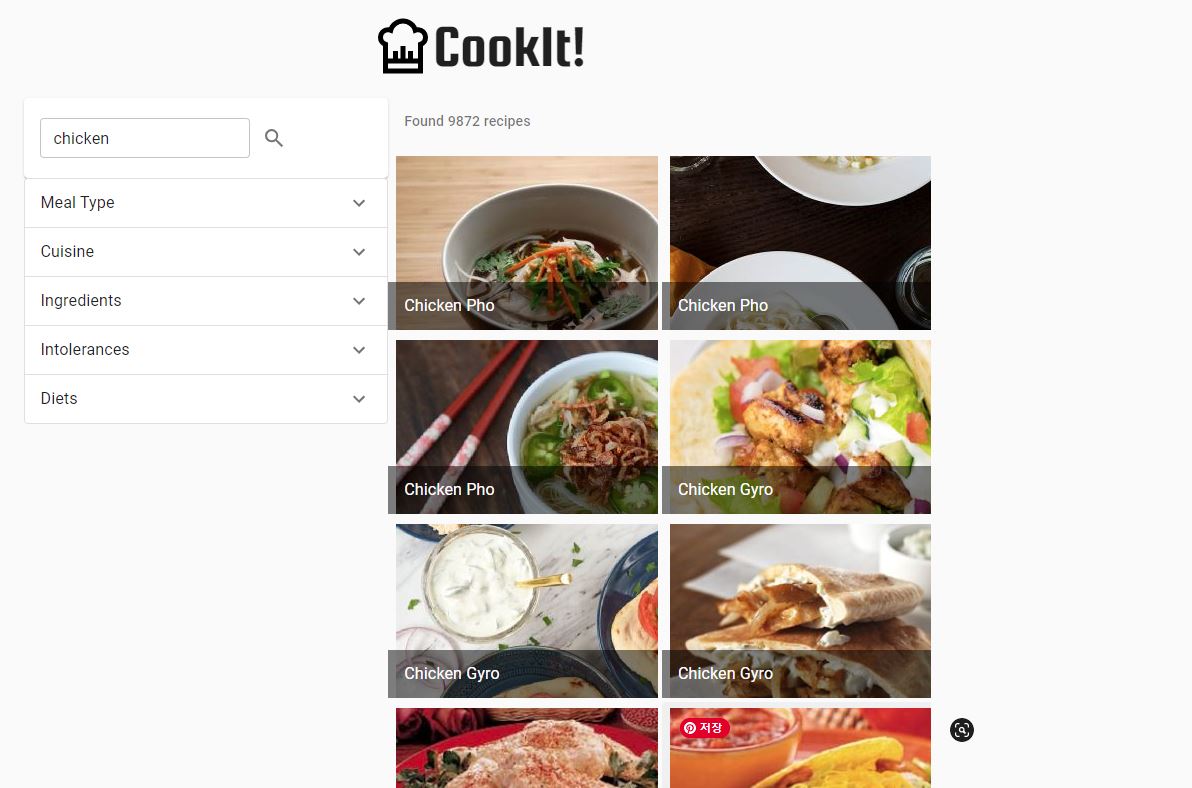 CookIt!
chicken
Found 9872 recipes
Meal Type
Cuisine
Ingredients
Intolerances
Diets
Chicken Pho
Chicken Pho
Chicken Pho
Chicken Gyro
Chicken Gyro
Chicken Gyro
저장